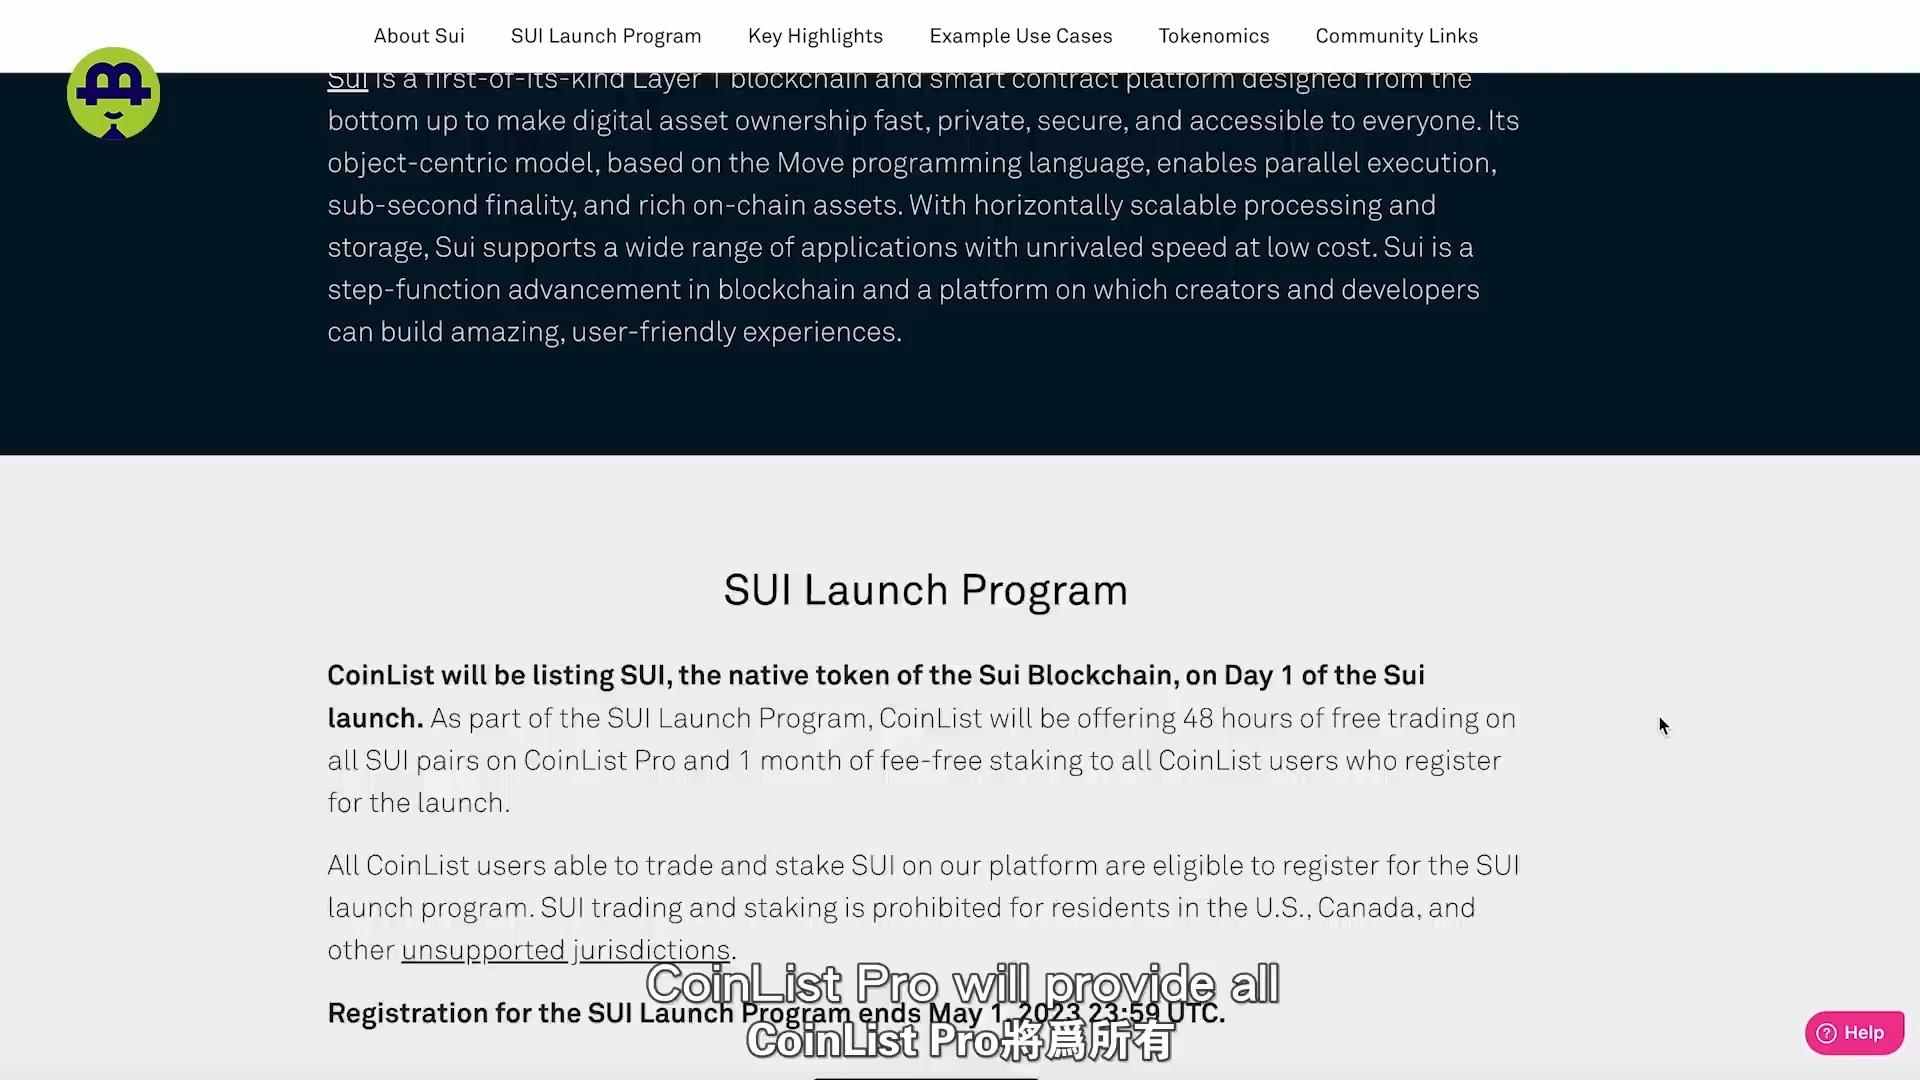 About Sui SUI Launch Program Key Highlights Example Use Cases Tokenomics Community Links
Sui is a first-of-its-kind Layer 1 blockchain and smart contract platform designed from the
bottom up to make digital asset ownership fast, private, secure, and accessible to everyone. Its
object-centric model, based on the Move programming language, enables parallel execution,
sub-second finality, and rich on-chain assets. With horizontally scalable processing and
storage, Sui supports a wide range of applications with unrivaled speed at low cost. Sui is a
step-function advancement in blockchain and a platform on which creators and developers
can build amazing, user-friendly experiences.
SUI Launch Program
CoinList will be listing SUI, the native token of the Sui Blockchain, on Day 1 of the Sui
launch. As part of the SUI Launch Program, CoinList will be offering 48 hours of free trading on
all SUI pairs on CoinList Pro and 1 month of fee-free staking to all CoinList users who register
for the launch.
All CoinList users able to trade and stake SUI on our platform are eligible to register for the SUI
launch program. SUI trading and staking is prohibited for residents in the U.S., Canada, and
other unsupported jurisdictions.
CoinList Pro will provide all
Registration for the SUI Launch Program ends May 1, 2023 23:59 UTC.
CoinList Pro將爲所有
Help